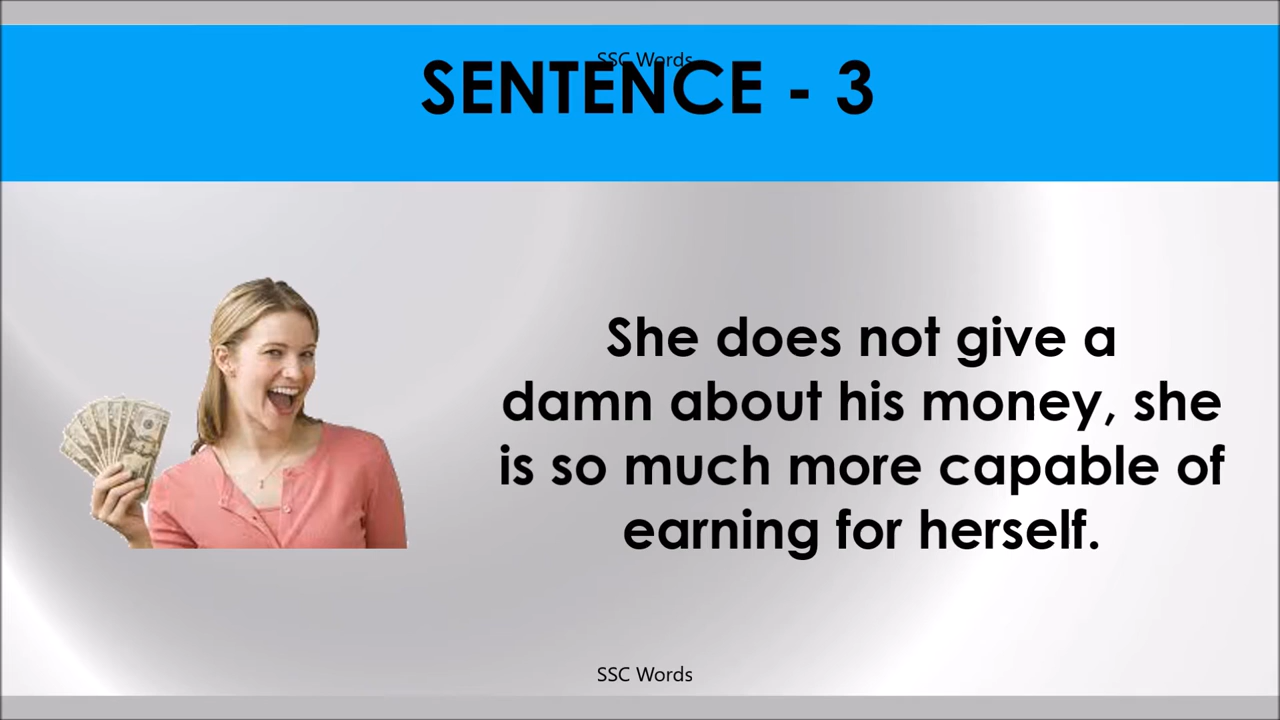 SSC Words
SENTENCE - 3
She does not give a
damn about his money, she
is so much more capable of
earning for herself.
SSC Words